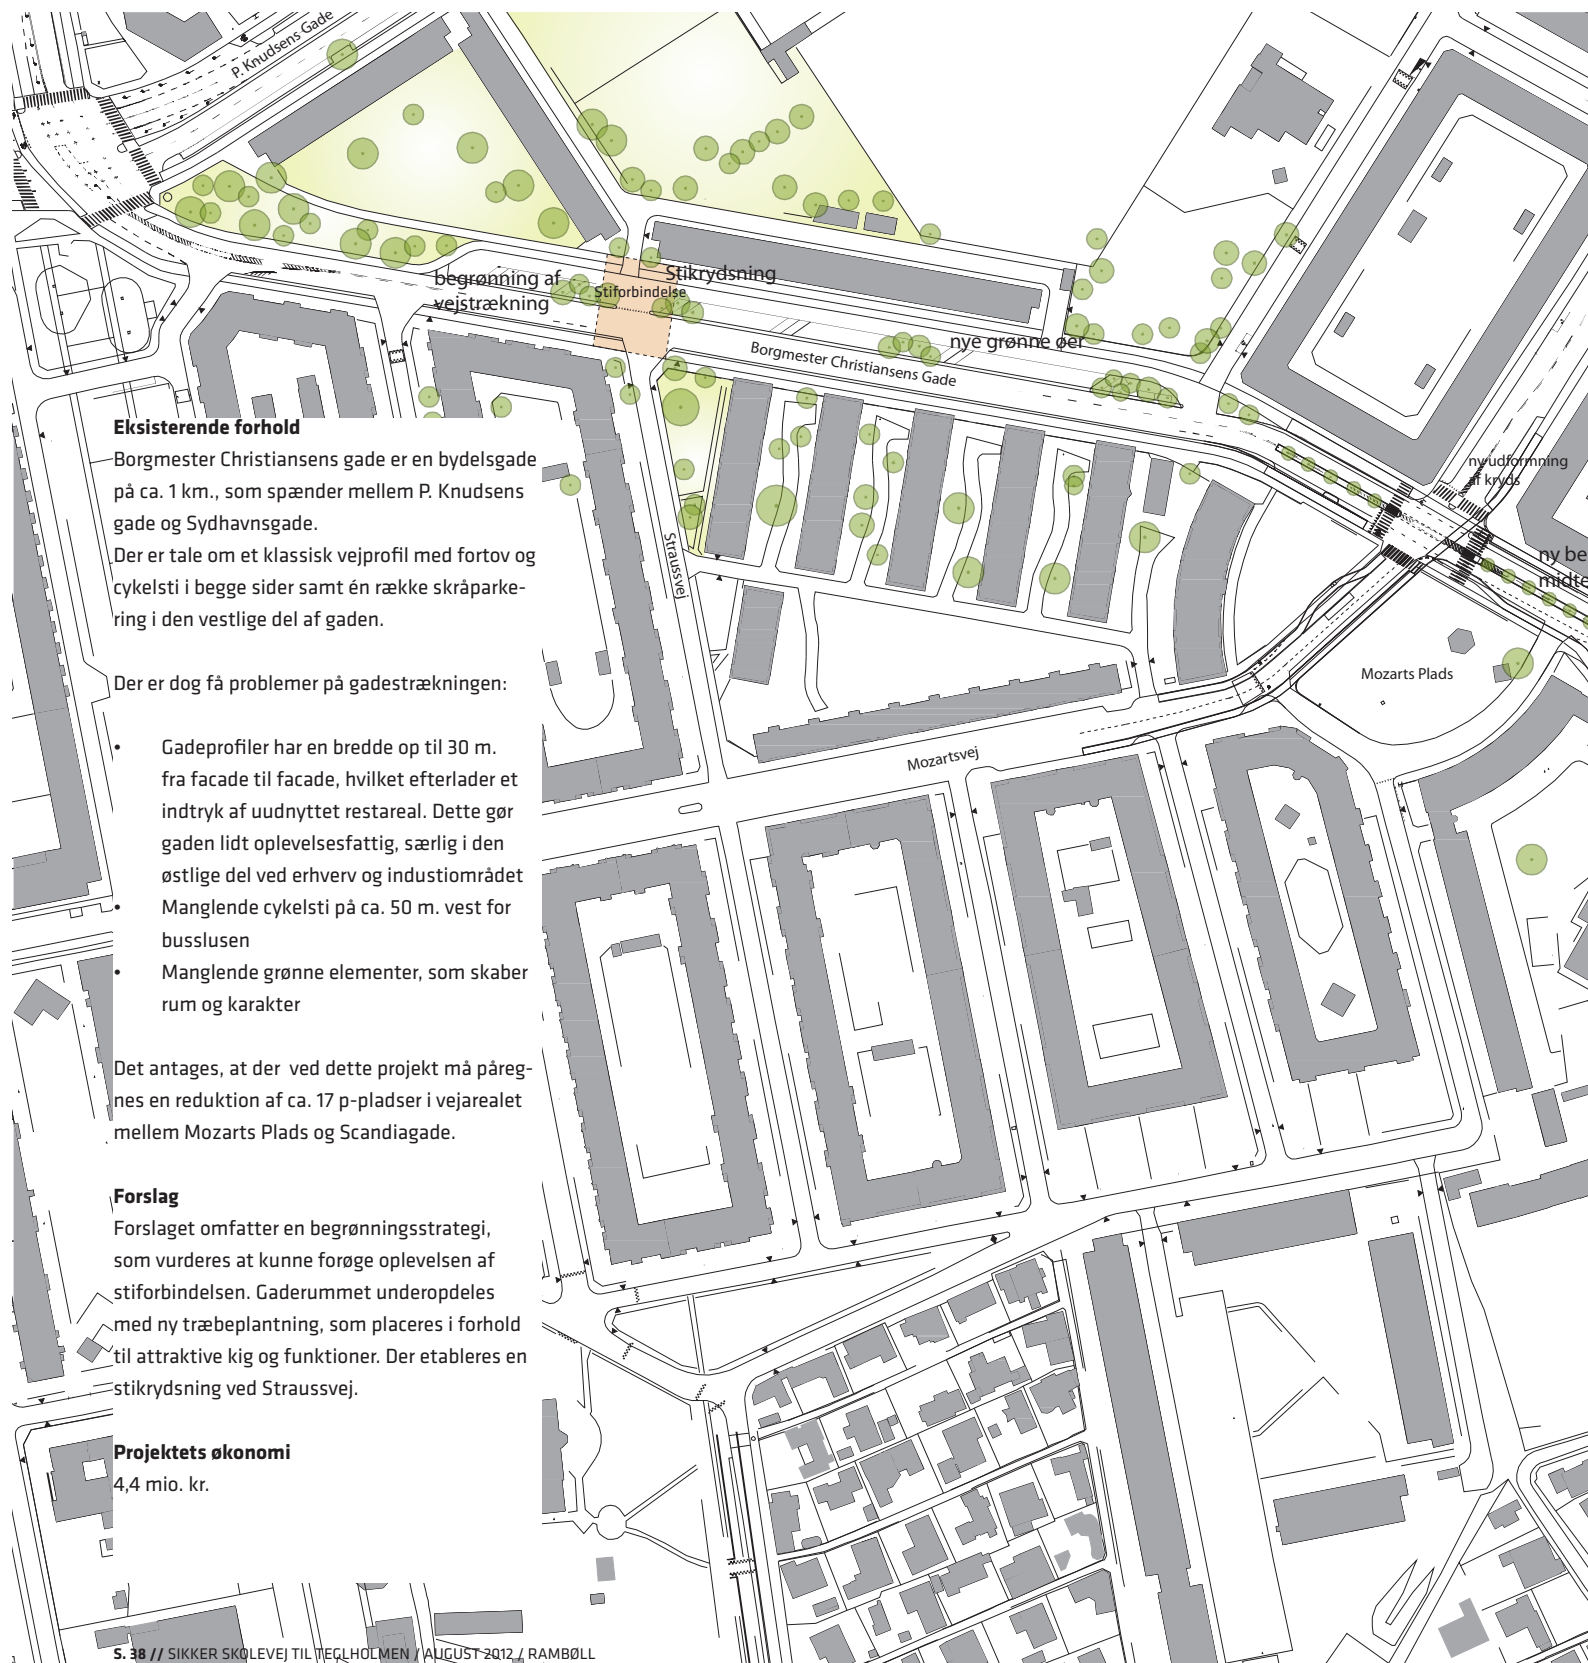 P. Knudsens Gade
begrønning af
vejstrækning
Stikrydsning
Stiforbindelse
nye grønne øer
Borgmester Christiansens Gade
ny udformning
af kryds
ny be
midte
Straussvej
Mozarts Plads
Mozartsvej
Eksisterende forhold
Borgmester Christiansens gade er en bydelsgade
på ca. 1 km., som spænder mellem P. Knudsens
gade og Sydhavnsgade.
Der er tale om et klassisk vejprofil med fortov og
cykelsti i begge sider samt én række skråparke-
ring i den vestlige del af gaden.
Der er dog få problemer på gadestrækningen:
• Gadeprofiler har en bredde op til 30 m.
fra facade til facade, hvilket efterlader et
indtryk af uudnyttet restareal. Dette gør
gaden lidt oplevelsesfattig, særlig i den
østlige del ved erhverv og industiområdet
• Manglende cykelsti på ca. 50 m. vest for
busslusen
• Manglende grønne elementer, som skaber
rum og karakter
Det antages, at der ved dette projekt må påreg-
nes en reduktion af ca. 17 p-pladser i vejarealet
mellem Mozarts Plads og Scandiagade.
Forslag
Forslaget omfatter en begrønningsstrategi,
som vurderes at kunne forøge oplevelsen af
stiforbindelsen. Gaderummet underopdeles
med ny træbeplantning, som placeres i forhold
til attraktive kig og funktioner. Der etableres en
stikrydsning ved Straussvej.
Projektets økonomi
4,4 mio. kr.
S. 38 // SIKKER SKOLEVEJ TIL TEGLHOLMEN / AUGUST 2012 / RAMBØLL